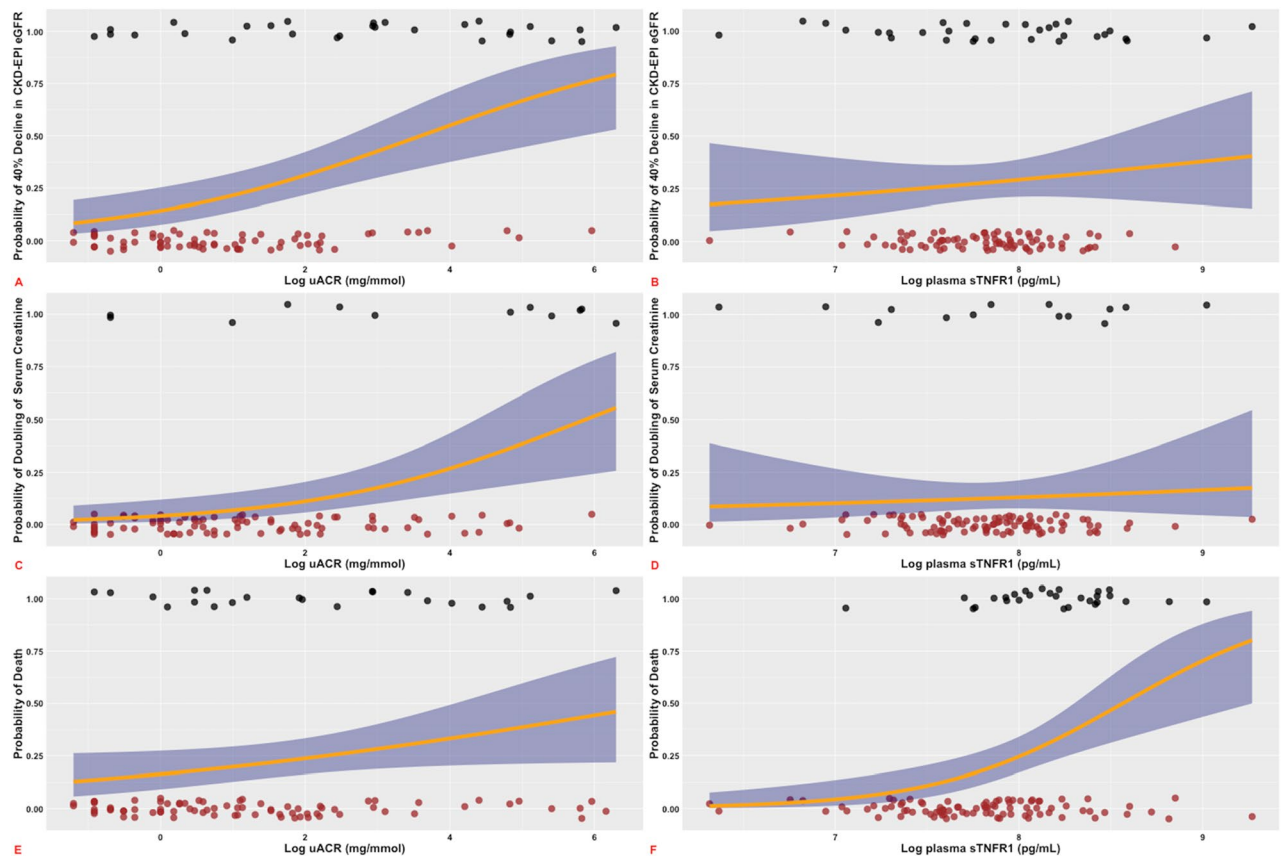 Probability of 40% Decline in CKD-EPI eGFR
1.00
0.75
0.50
0.25
0.00
0 2 4 6
A
Log uACR (mg/mmol)
Probability of 40% Decline in CKD-EPI eGFR
1.00
0.75
0.50
0.25
0.00
7 8 9
B
Log plasma sTNFR1 (pg/mL)
Probability of Doubling of Serum Creatinine
1.00
0.75
0.50
0.25
0.00
0 2 4 6
C
Log uACR (mg/mmol)
Probability of Doubling of Serum Creatinine
1.00
0.75
0.50
0.25
0.00
7 8 9
D
Log plasma sTNFR1 (pg/mL)
Probability of Death
1.00
0.75
0.50
0.25
0.00
0 2 4 6
E
Log uACR (mg/mmol)
Probability of Death
1.00
0.75
0.50
0.25
0.00
7 8 9
F
Log plasma sTNFR1 (pg/mL)